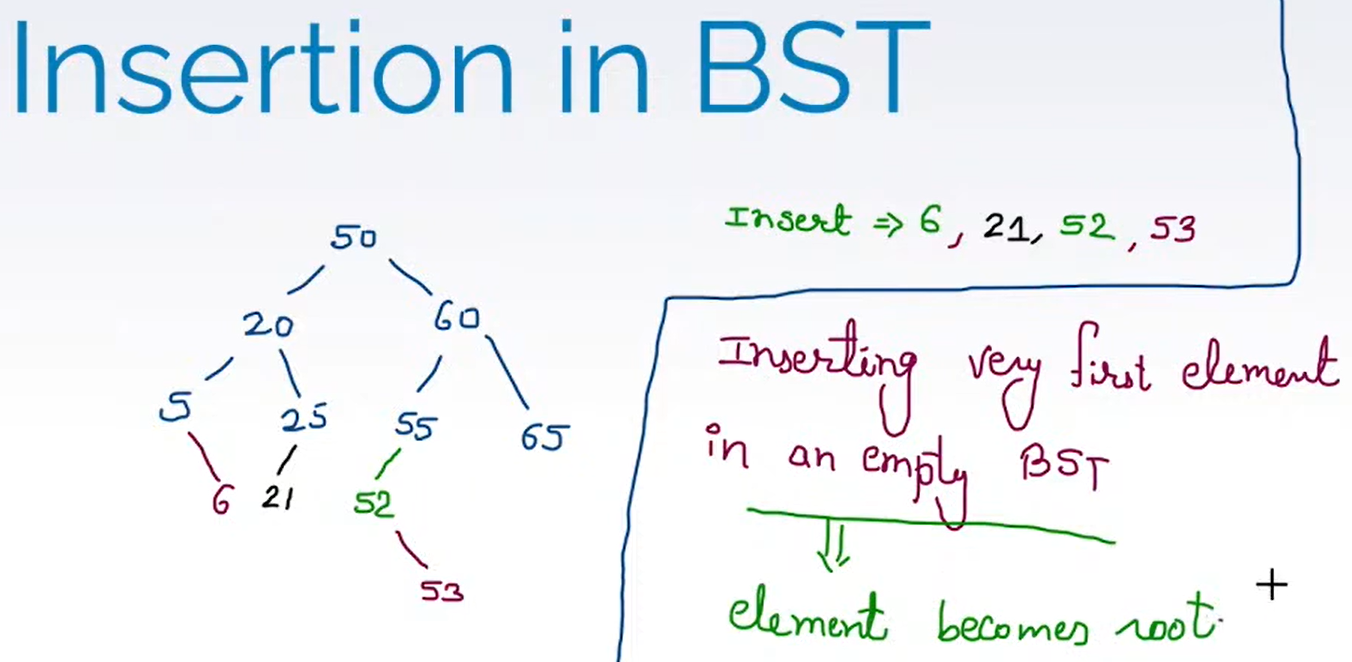 Insertion in BST
Insert ⇒ 6, 21, 52, 53
50
20 60
5 25 55 65
6 21 52
53
Inserting very first element
in an empty BST
element becomes root.